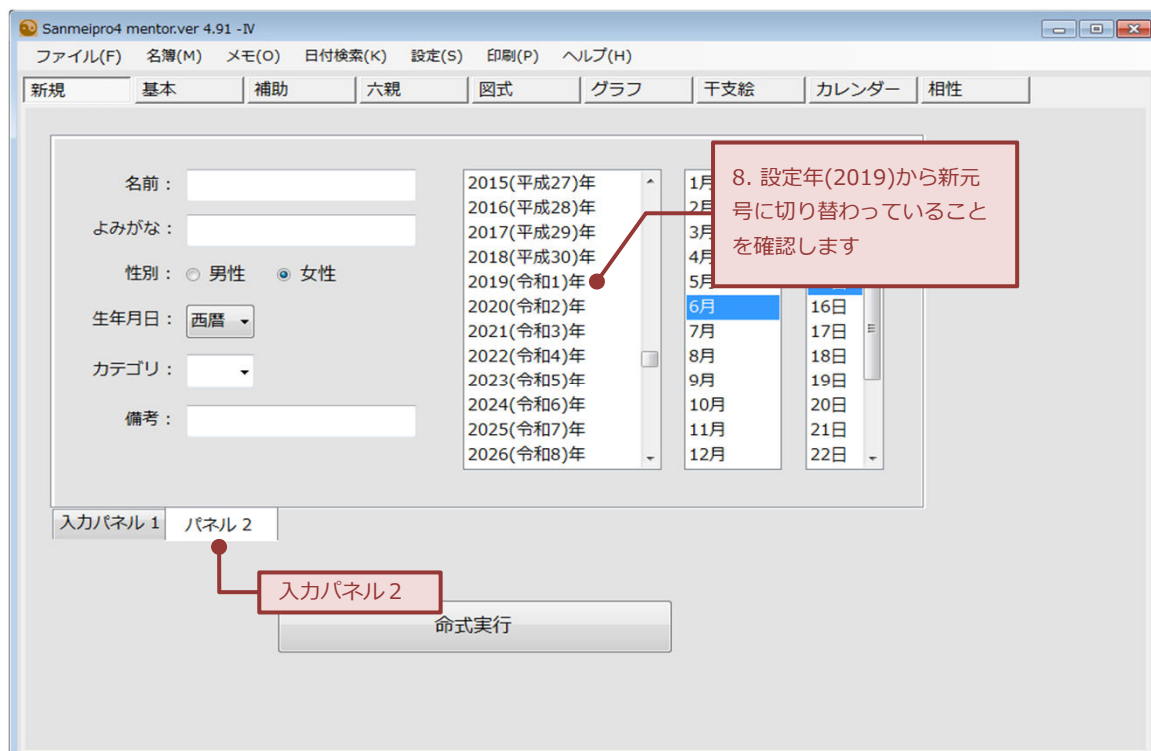 Sanmeipro4 mentor.ver 4.91 -Ⅳ
ファイル(F) 名簿(M) メモ(O) 日付検索(K) 設定(S) 印刷(P) ヘルプ(H)
新規 基本 補助 六親 図式 グラフ 干支絵 カレンダー 相性
名前：
よみがな：
性別： 男性 女性
生年月日： 西暦
カテゴリ：
備考：
2015(平成27)年
2016(平成28)年
2017(平成29)年
2018(平成30)年
2019(令和1)年
2020(令和2)年
2021(令和3)年
2022(令和4)年
2023(令和5)年
2024(令和6)年
2025(令和7)年
2026(令和8)年
1月
2月
3月
4月
5月
6月
7月
8月
9月
10月
11月
12月
16日
17日
18日
19日
20日
21日
22日
8. 設定年(2019)から新元
号に切り替わっていること
を確認します
入力パネル 1 パネル 2
入力パネル２
命式実行